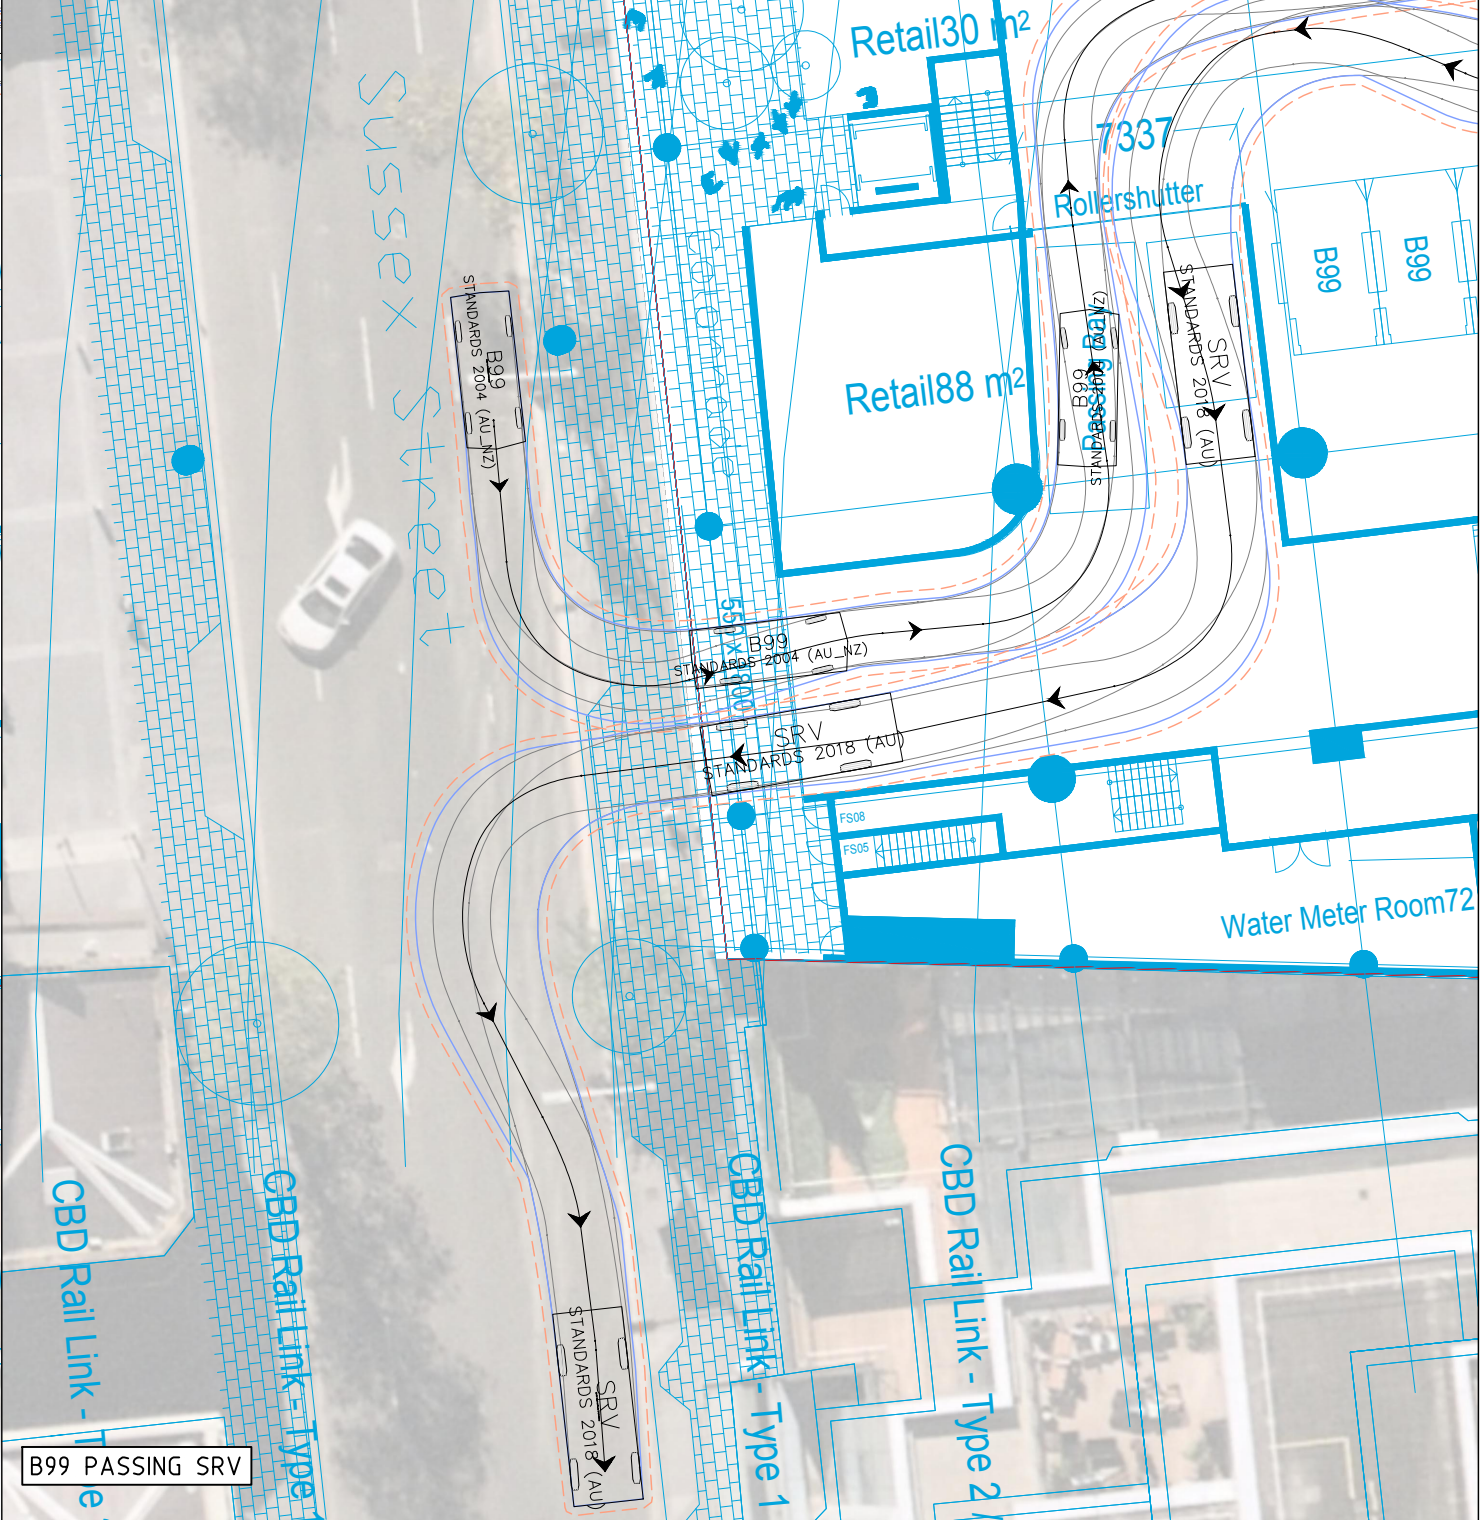 Retail30 m²
Sussex Street
7337
Rollershutter
B99
B99
STANDARDS 2004 (AU_NZ)
B99
Retail88 m²
B99
Passing Bay
STANDARDS 2004 (AU_NZ)
SRV
STANDARDS 2018 (AU)
B99
STANDARDS 2004 (AU_NZ)
SRV
STANDARDS 2018 (AU)
FS08
FS05
Water Meter Room72
CBD Rail Link - Type
CBD Rail Link - Type 1
CBD Rail Link - Type 2
SRV
STANDARDS 2018 (AU)
B99 PASSING SRV